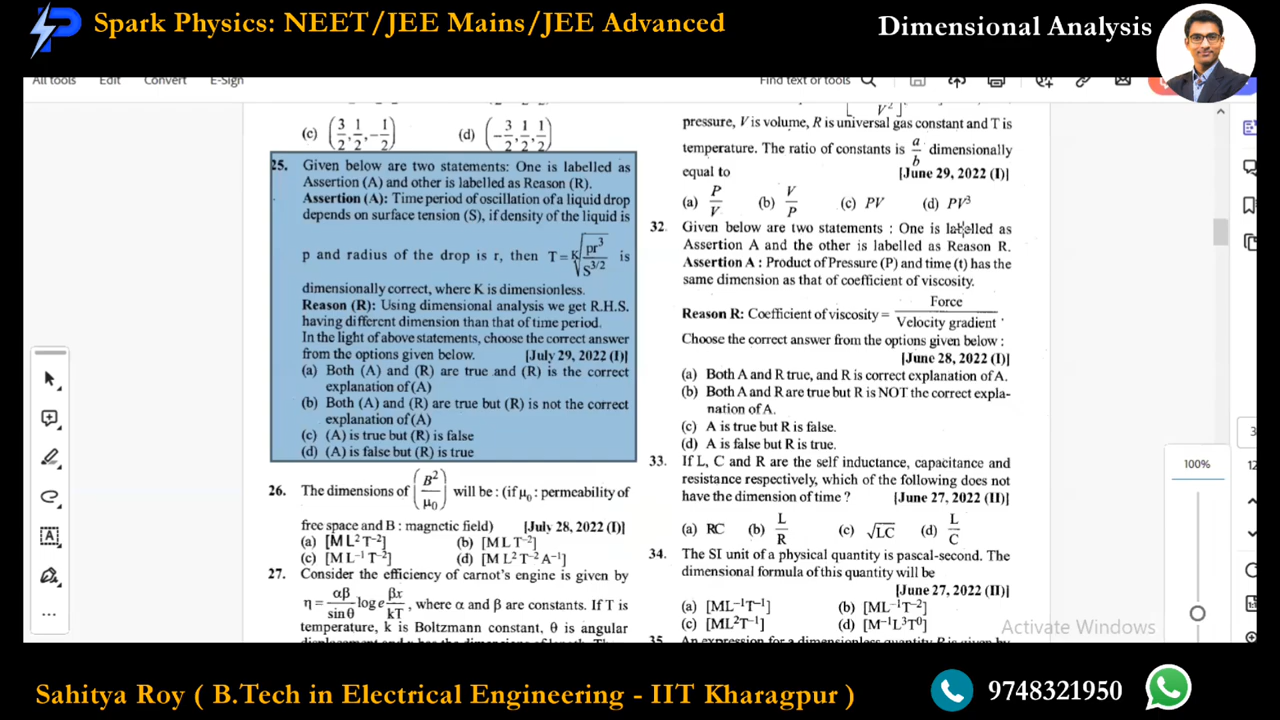 Spark Physics: NEET/JEE Mains/JEE Advanced
Dimensional Analysis
All tools Edit Convert E-Sign
Find text or tools
(c) (3/2, 1/2, -1/2) (d) (-3/2, 1/2, 1/2)
25. Given below are two statements: One is labelled as
Assertion (A) and other is labelled as Reason (R).
Assertion (A): Time period of oscillation of a liquid drop
depends on surface tension (S), if density of the liquid is
p and radius of the drop is r, then T = K√(pr³/S^3/2) is
dimensionally correct, where K is dimensionless.
Reason (R): Using dimensional analysis we get R.H.S.
having different dimension than that of time period.
In the light of above statements, choose the correct answer
from the options given below. [July 29, 2022 (I)]
(a) Both (A) and (R) are true and (R) is the correct
explanation of (A)
(b) Both (A) and (R) are true but (R) is not the correct
explanation of (A)
(c) (A) is true but (R) is false
(d) (A) is false but (R) is true
26. The dimensions of (B²/μ₀) will be : (if μ₀ : permeability of
free space and B : magnetic field) [July 28, 2022 (I)]
(a) [M L² T⁻²] (b) [M L T⁻²]
(c) [M L⁻¹ T⁻²] (d) [M L² T⁻² A⁻¹]
27. Consider the efficiency of carnot's engine is given by
η = αβ/sinθ log e βx/kT, where α and β are constants. If T is
temperature, k is Boltzmann constant, θ is angular
pressure, V is volume, R is universal gas constant and T is
temperature. The ratio of constants is a/b dimensionally
equal to [June 29, 2022 (I)]
(a) P/V (b) V/P (c) PV (d) PV³
32. Given below are two statements : One is labelled as
Assertion A and the other is labelled as Reason R.
Assertion A : Product of Pressure (P) and time (t) has the
same dimension as that of coefficient of viscosity.
Reason R: Coefficient of viscosity = Force/Velocity gradient .
Choose the correct answer from the options given below :
[June 28, 2022 (I)]
(a) Both A and R true, and R is correct explanation of A.
(b) Both A and R are true but R is NOT the correct expla-
nation of A.
(c) A is true but R is false.
(d) A is false but R is true.
33. If L, C and R are the self inductance, capacitance and
resistance respectively, which of the following does not
have the dimension of time ? [June 27, 2022 (II)]
(a) RC (b) L/R (c) √LC (d) L/C
34. The SI unit of a physical quantity is pascal-second. The
dimensional formula of this quantity will be
[June 27, 2022 (II)]
(a) [ML⁻¹T⁻¹] (b) [ML⁻¹T⁻²]
(c) [ML²T⁻¹] (d) [M⁻¹L³T⁰]
35. An expression for a dimensionless quantity P is given by
100%
Activate Windows
Sahitya Roy ( B.Tech in Electrical Engineering - IIT Kharagpur )
9748321950